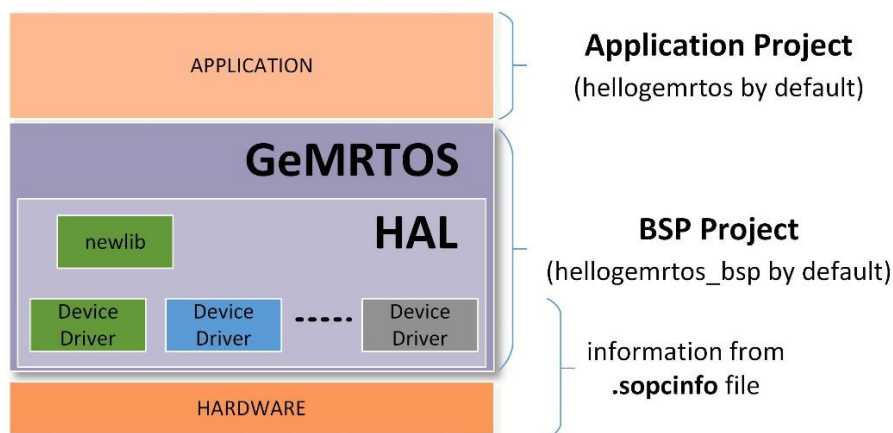 APPLICATION
Application Project
(hellogemrtos by default)
GeMRTOS
HAL
newlib
Device
Driver
Device
Driver
Device
Driver
BSP Project
(hellogemrtos_bsp by default)
information from
.sopcinfo file
HARDWARE